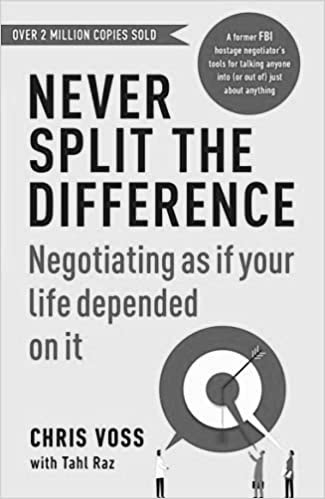 OVER 2 MILLION COPIES SOLD
A former FBI
hostage negotiator's
tools for talking anyone
into (or out of) just
about anything
NEVER
SPLIT THE
DIFFERENCE
Negotiating as if your
life depended
on it
CHRIS VOSS
with Tahl Raz